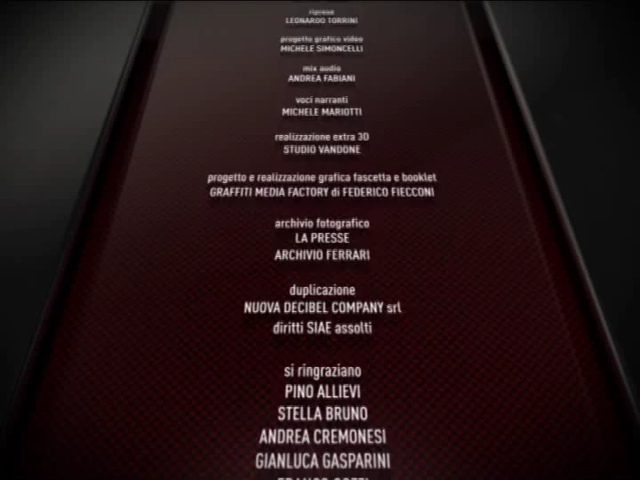 riprese
LEONARDO TORRINI
progetto grafico video
MICHELE SIMONCELLI
mix audio
ANDREA FABIANI
voci narranti
MICHELE MARIOTTI
realizzazione extra 3D
STUDIO VANDONE
progetto e realizzazione grafica fascetta e booklet
GRAFFITI MEDIA FACTORY di FEDERICO FIECCONI
archivio fotografico
LA PRESSE
ARCHIVIO FERRARI
duplicazione
NUOVA DECIBEL COMPANY srl
diritti SIAE assolti
si ringraziano
PINO ALLIEVI
STELLA BRUNO
ANDREA CREMONESI
GIANLUCA GASPARINI